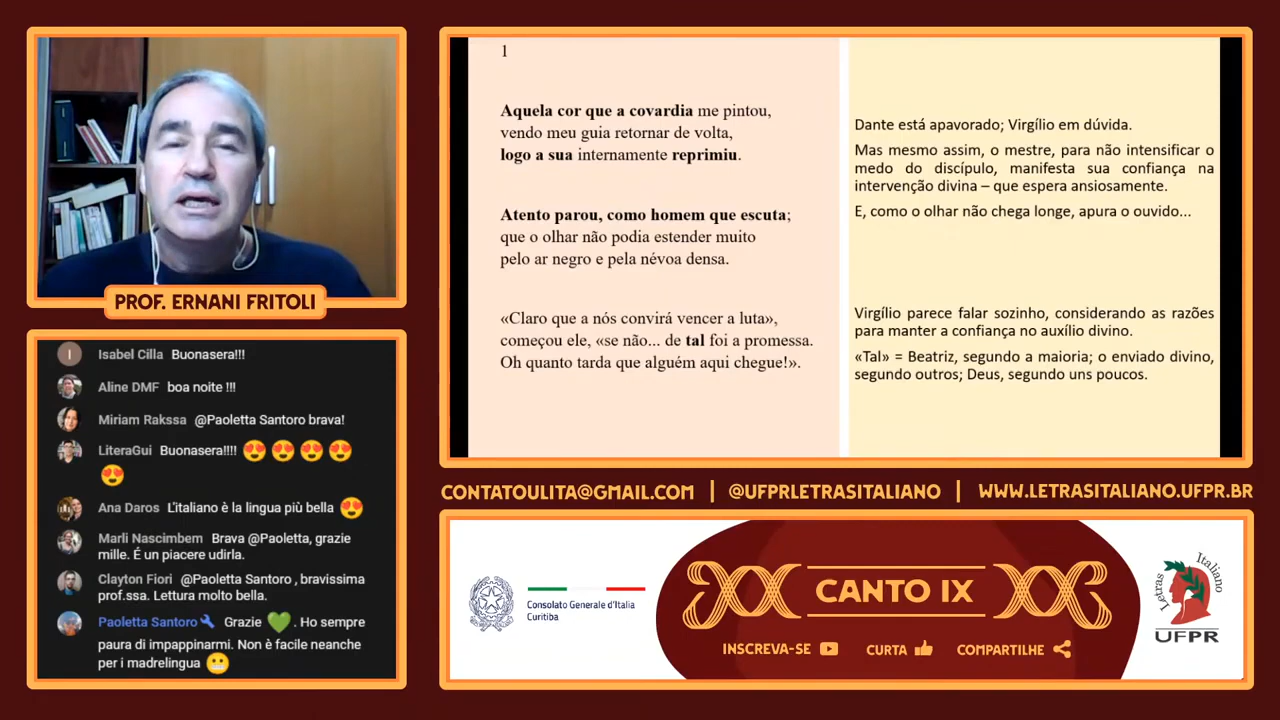 PROF. ERNANI FRITOLI
I
Isabel Cilla Buonasera!!!
Aline DMF boa noite !!!
Miriam Rakssa @Paoletta Santoro brava!
LiteraGui Buonasera!!!! 😍 😍 😍 😍
😍
Ana Daros L'italiano è la lingua più bella 😍
Marli Nascimbem Brava @Paoletta, grazie
mille. É un piacere udirla.
Clayton Fiori @Paoletta Santoro , bravissima
prof.ssa. Lettura molto bella.
Paoletta Santoro🔧 Grazie 💚 . Ho sempre
paura di impappinarmi. Non è facile neanche
per i madrelingua 😬
1
Aquela cor que a covardia me pintou,
vendo meu guia retornar de volta,
logo a sua internamente reprimiu.
Atento parou, como homem que escuta;
que o olhar não podia estender muito
pelo ar negro e pela névoa densa.
«Claro que a nós convirá vencer a luta»,
começou ele, «se não... de tal foi a promessa.
Oh quanto tarda que alguém aqui chegue!».
Dante está apavorado; Virgílio em dúvida.
Mas mesmo assim, o mestre, para não intensificar o
medo do discípulo, manifesta sua confiança na
intervenção divina – que espera ansiosamente.
E, como o olhar não chega longe, apura o ouvido...
Virgílio parece falar sozinho, considerando as razões
para manter a confiança no auxílio divino.
«Tal» = Beatriz, segundo a maioria; o enviado divino,
segundo outros; Deus, segundo uns poucos.
CONTATOULITA@GMAIL.COM | @UFPRLETRASITALIANO | WWW.LETRASITALIANO.UFPR.BR
Consolato Generale d'Italia
Curitiba
CANTO IX
INSCREVA-SE CURTA COMPARTILHE
Letras Italiano
UFPR